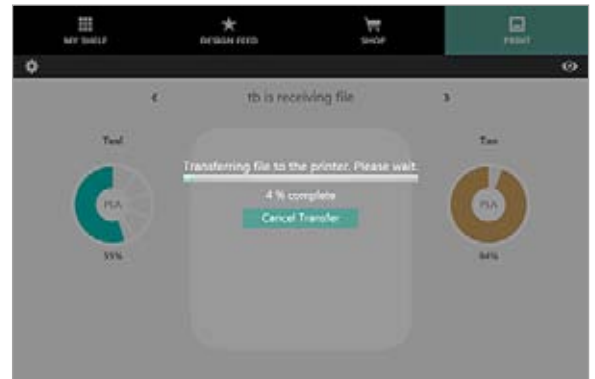 MY SHELF
DESIGN FEED
SHOP
PRINT
tb is receiving file
Teal
Tan
Transferring file to the printer. Please wait.
PLA
4 % complete
PLA
Cancel Transfer
55%
94%